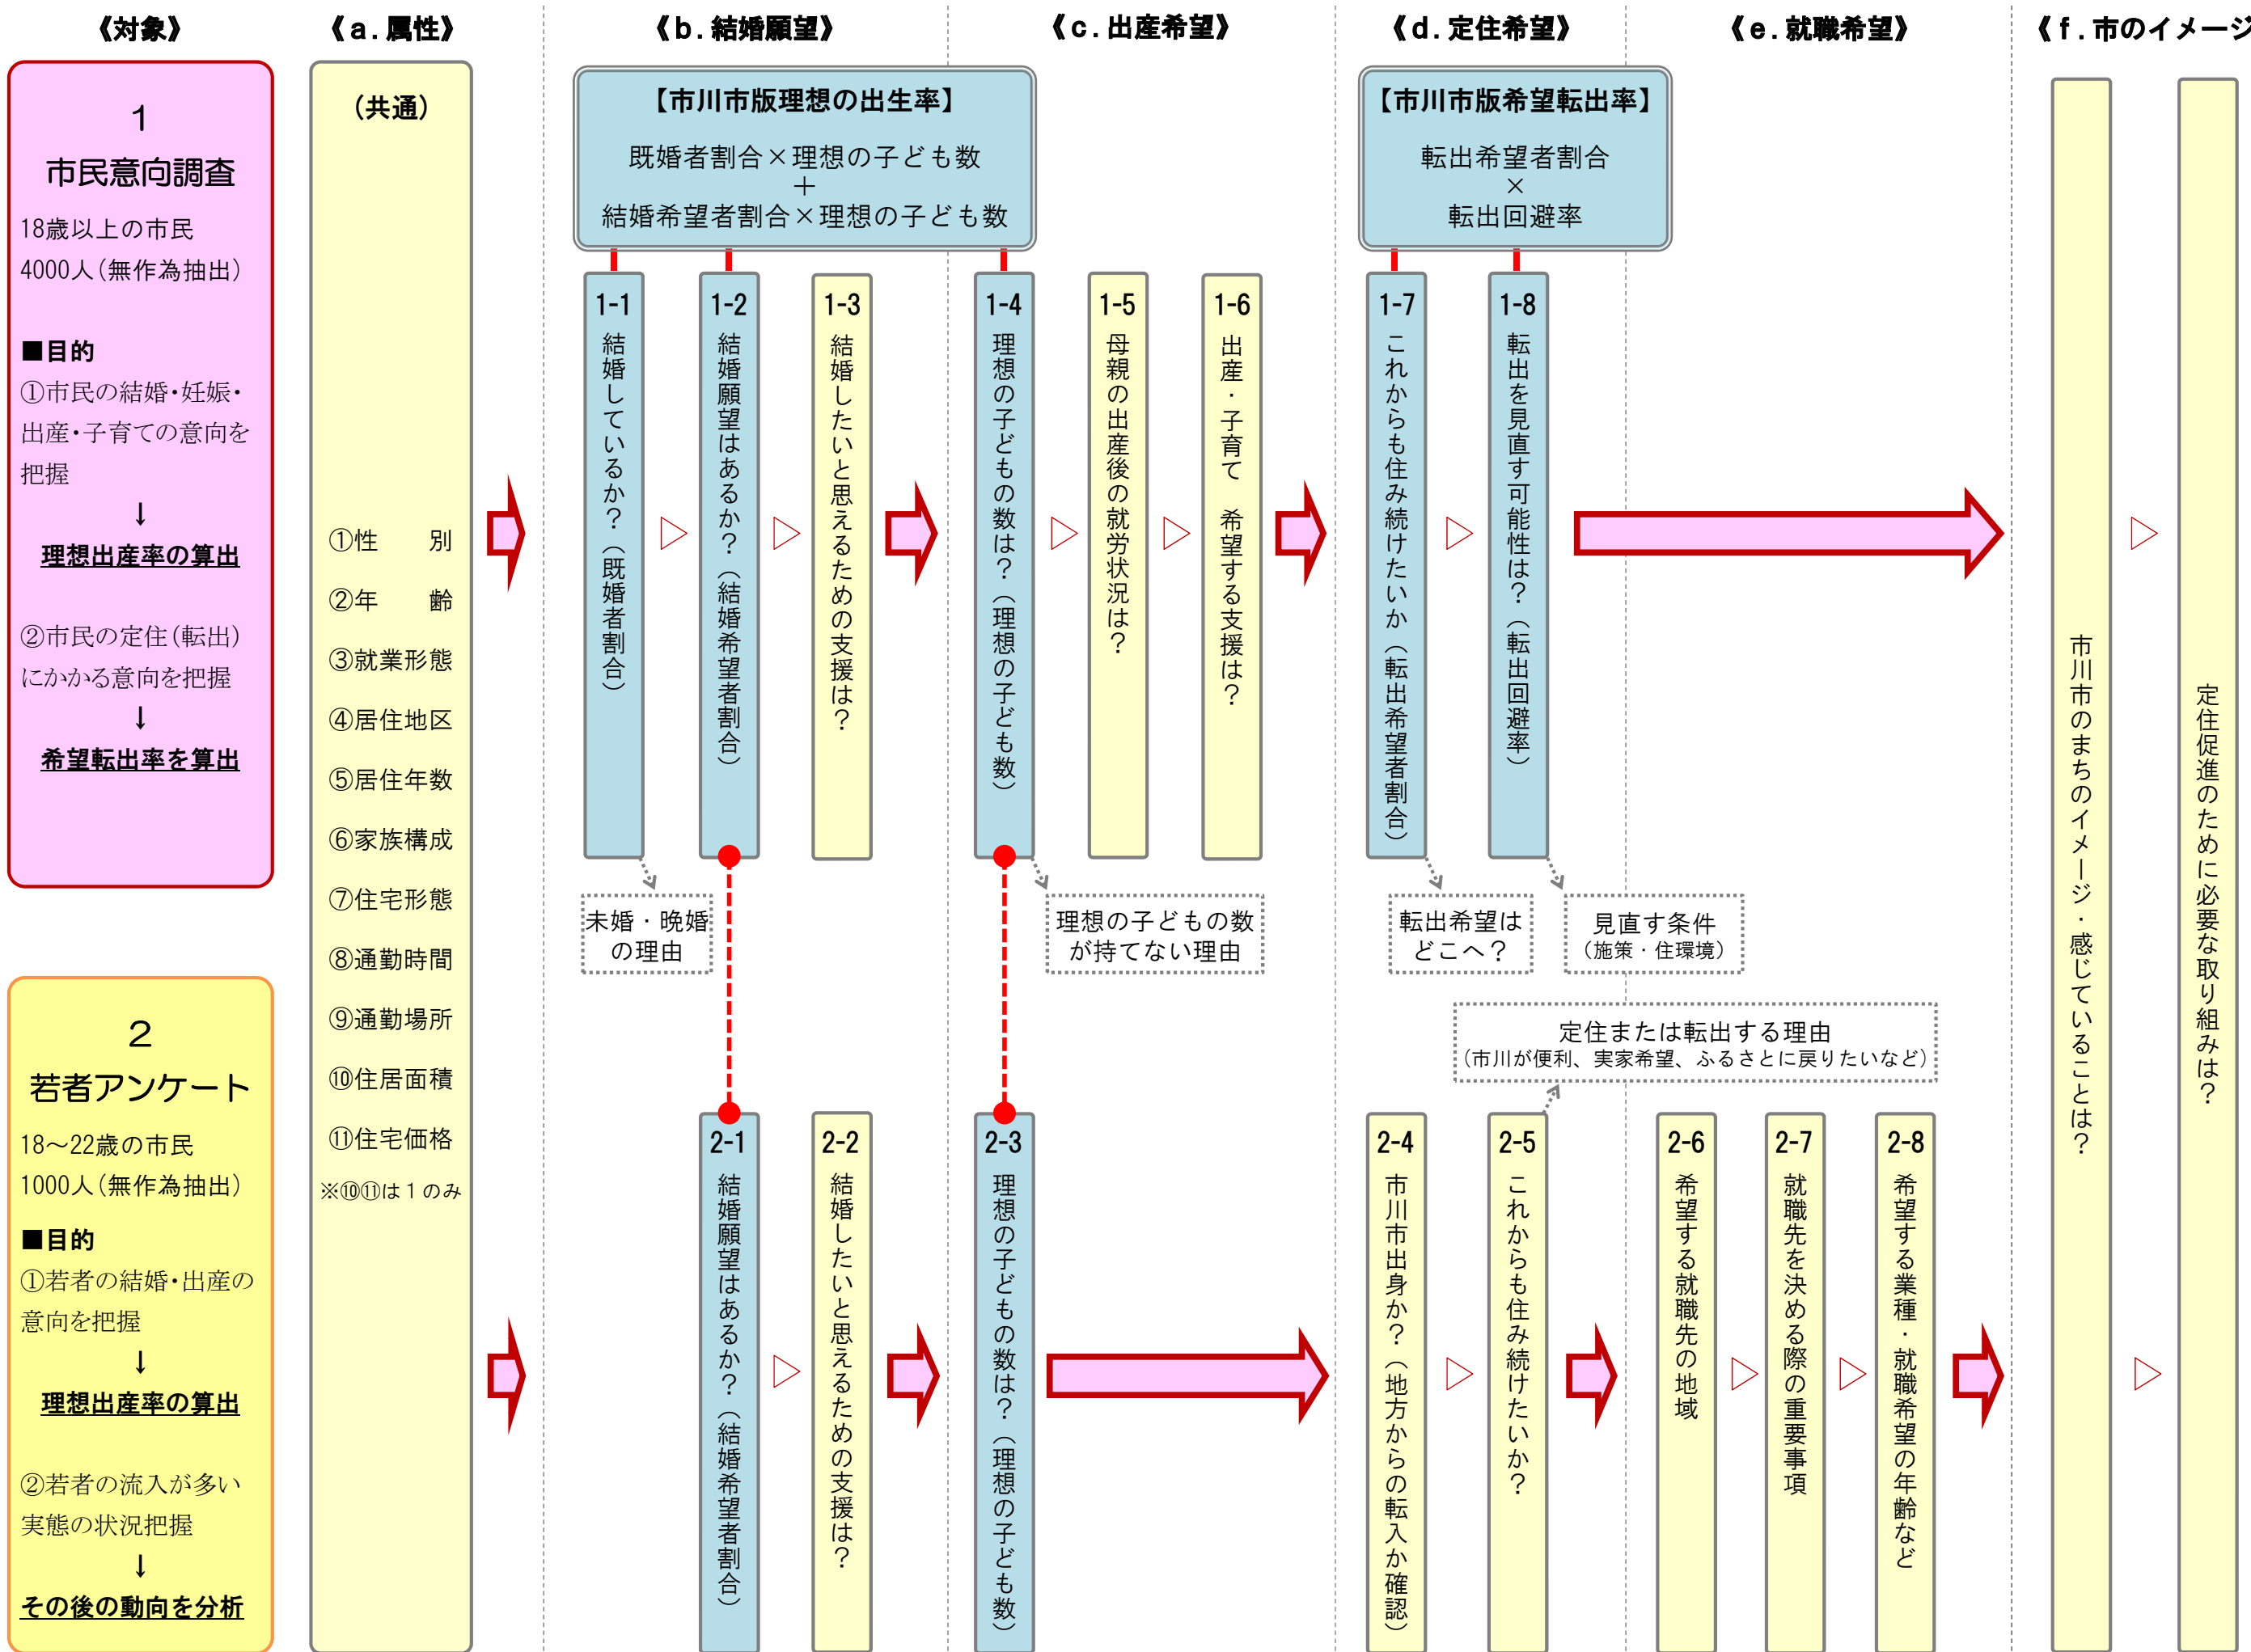 《対象》
《a.属性》
《b.結婚願望》
《c.出産希望》
《d.定住希望》
《e.就職希望》
《f.市のイメージ
1
市民意向調査
18歳以上の市民
4000人(無作為抽出)
■目的
①市民の結婚・妊娠・
出産・子育ての意向を
把握
↓
理想出産率の算出
②市民の定住(転出)
にかかる意向を把握
↓
希望転出率を算出
2
若者アンケート
18～22歳の市民
1000人(無作為抽出)
■目的
①若者の結婚・出産の
意向を把握
↓
理想出産率の算出
②若者の流入が多い
実態の状況把握
↓
その後の動向を分析
(共通)
①性　　別
②年　　齢
③就業形態
④居住地区
⑤居住年数
⑥家族構成
⑦住宅形態
⑧通勤時間
⑨通勤場所
⑩住居面積
⑪住宅価格
※⑩⑪は１のみ
【市川市版理想の出生率】
既婚者割合×理想の子ども数
＋
結婚希望者割合×理想の子ども数
【市川市版希望転出率】
転出希望者割合
×
転出回避率
1-1
結婚しているか？（既婚者割合）
1-2
結婚願望はあるか？（結婚希望者割合）
1-3
結婚したいと思えるための支援は？
1-4
理想の子どもの数は？（理想の子ども数）
1-5
母親の出産後の就労状況は？
1-6
出産・子育て　希望する支援は？
1-7
これからも住み続けたいか（転出希望者割合）
1-8
転出を見直す可能性は？（転出回避率）
未婚・晩婚
の理由
理想の子どもの数
が持てない理由
転出希望は
どこへ？
見直す条件
（施策・住環境）
定住または転出する理由
（市川が便利、実家希望、ふるさとに戻りたいなど）
2-1
結婚願望はあるか？（結婚希望者割合）
2-2
結婚したいと思えるための支援は？
2-3
理想の子どもの数は？（理想の子ども数）
2-4
市川市出身か？（地方からの転入か確認）
2-5
これからも住み続けたいか？
2-6
希望する就職先の地域
2-7
就職先を決める際の重要事項
2-8
希望する業種・就職希望の年齢など
市川市のまちのイメージ・感じていることは？
定住促進のために必要な取り組みは？